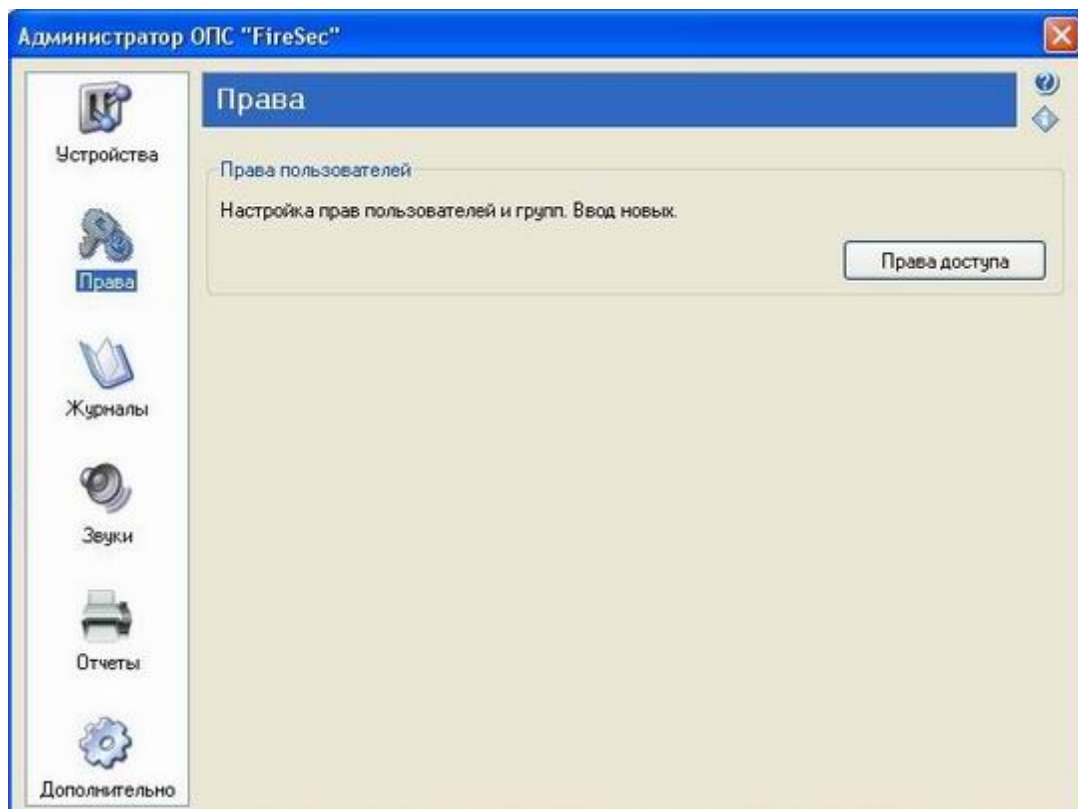 Администратор ОПС "FireSec"
Устройства
Права
Журналы
Звуки
Отчеты
Дополнительно
Права
Права пользователей
Настройка прав пользователей и групп. Ввод новых.
Права доступа